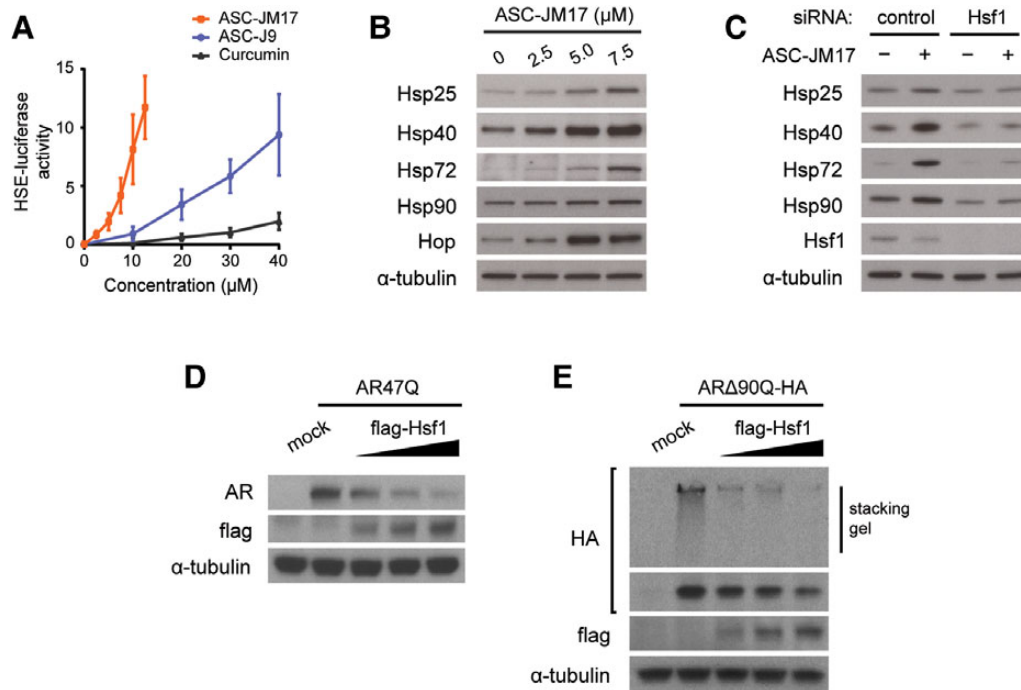 A
ASC-JM17
ASC-J9
Curcumin
HSE-luciferase
activity
15
10
5
0
0 10 20 30 40
Concentration (µM)
B
ASC-JM17 (µM)
0 2.5 5.0 7.5
Hsp25
Hsp40
Hsp72
Hsp90
Hop
α-tubulin
C
siRNA: control Hsf1
ASC-JM17 – + – +
Hsp25
Hsp40
Hsp72
Hsp90
Hsf1
α-tubulin
D
AR47Q
mock flag-Hsf1
AR
flag
α-tubulin
E
ARΔ90Q-HA
mock flag-Hsf1
HA
stacking
gel
flag
α-tubulin